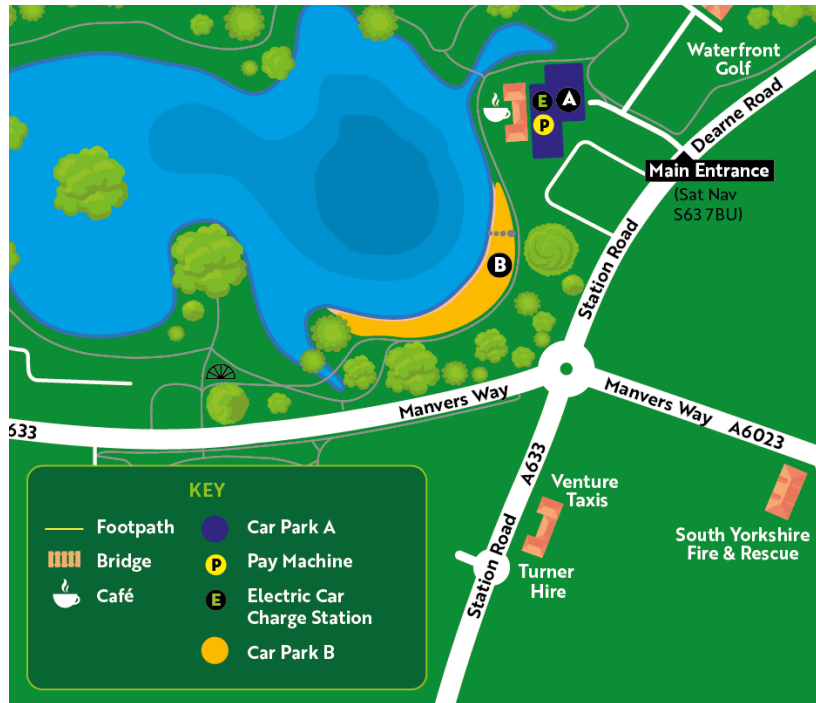 Waterfront
Golf
E
A
P
Dearne Road
Main Entrance
(Sat Nav
S63 7BU)
Station Road
B
Manvers Way
Manvers Way A6023
633
A633
Station Road
Venture
Taxis
Turner
Hire
South Yorkshire
Fire & Rescue
KEY
Footpath
Bridge
Café
Car Park A
P
Pay Machine
E
Electric Car
Charge Station
Car Park B